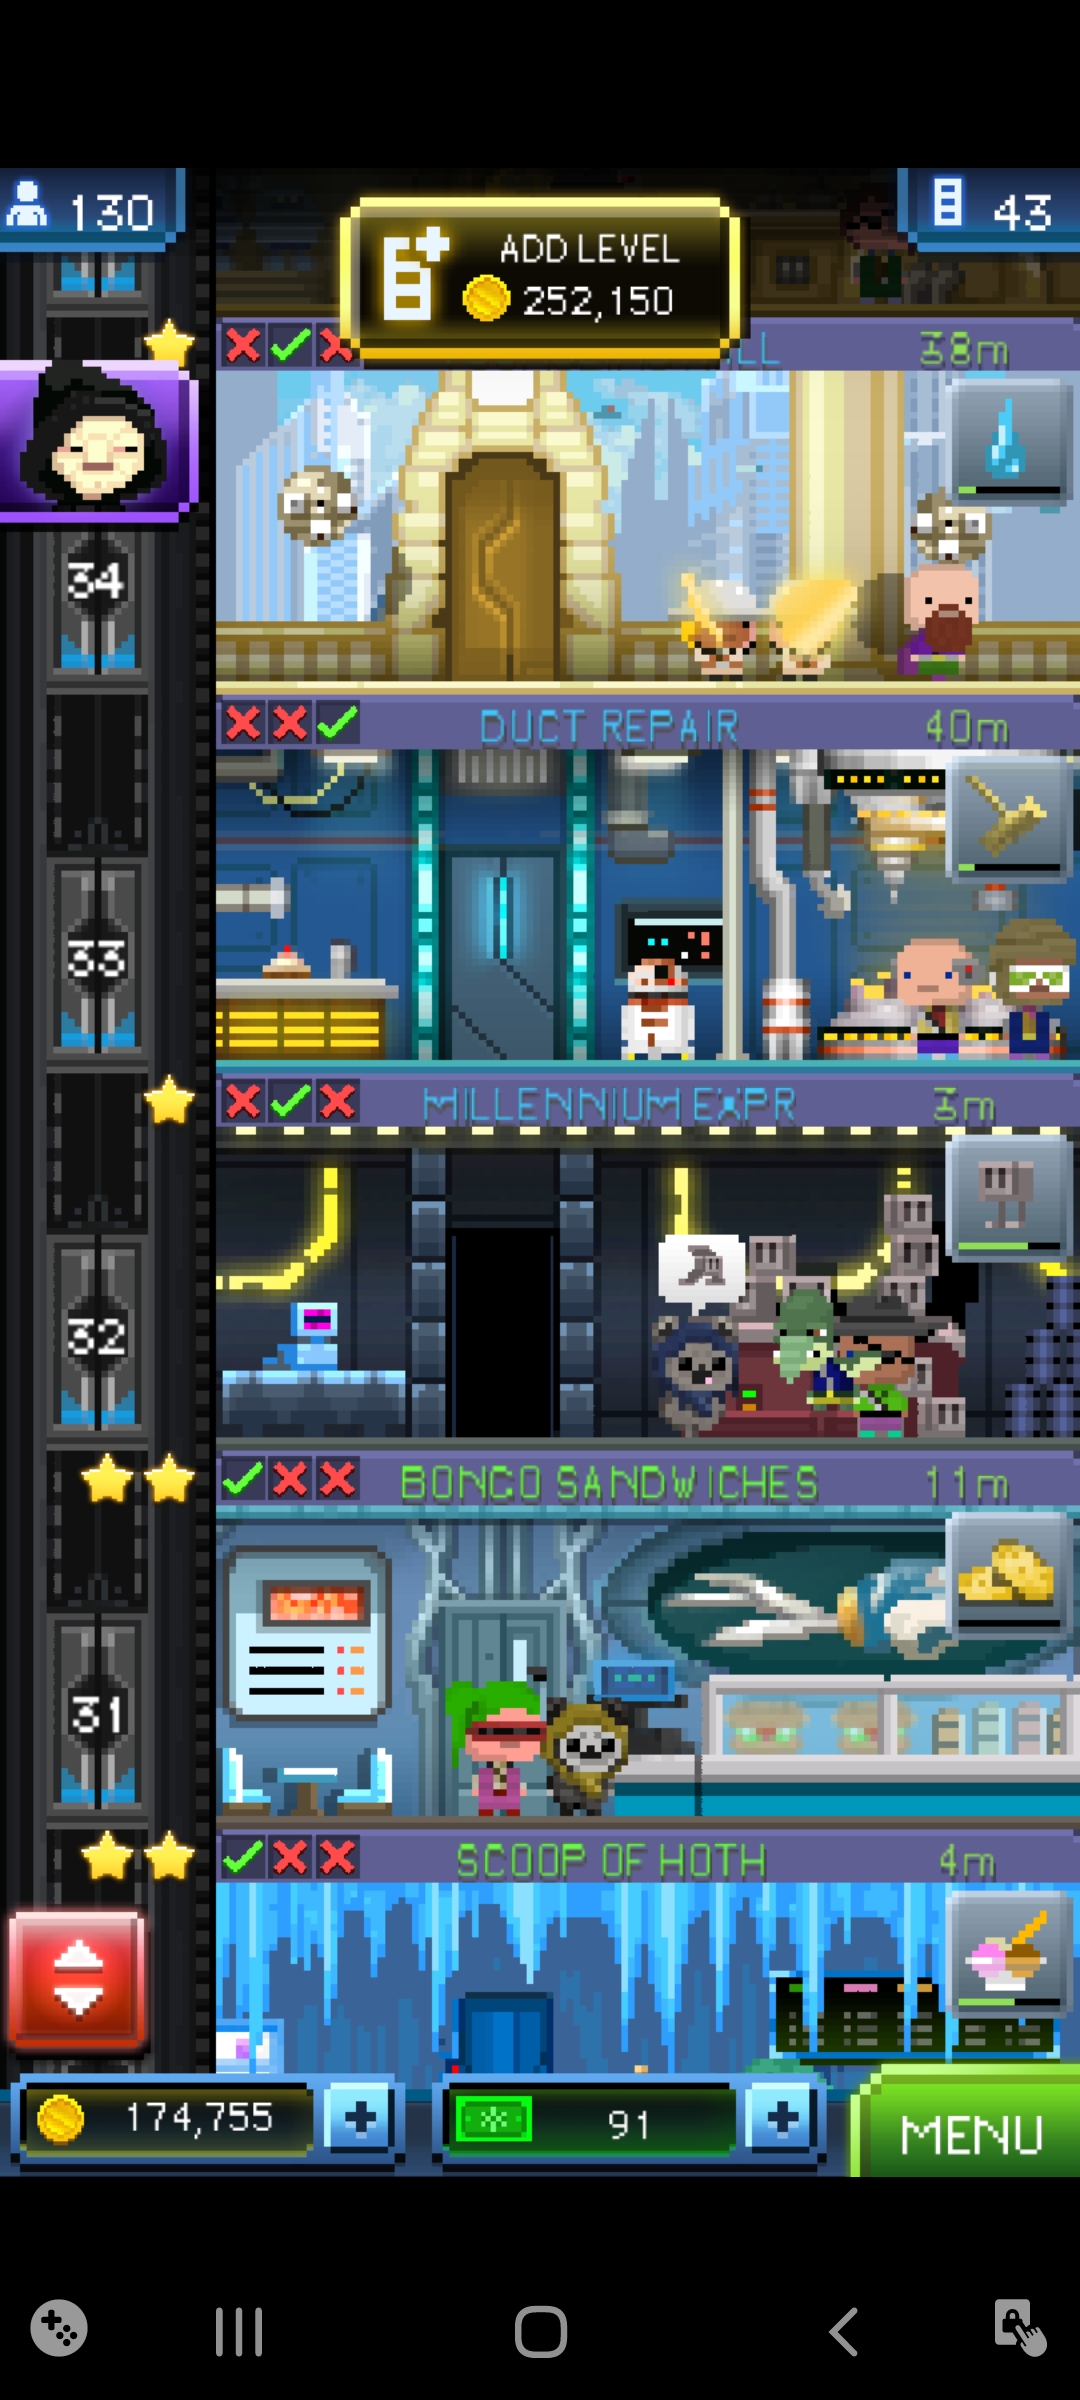 130
43
ADD LEVEL
252,150
LL
38m
34
DUCT REPAIR
40m
33
MILLENNIUM EXPR
3m
32
BONGO SANDWICHES
11m
31
SCOOP OF HOTH
4m
174,755
91
MENU